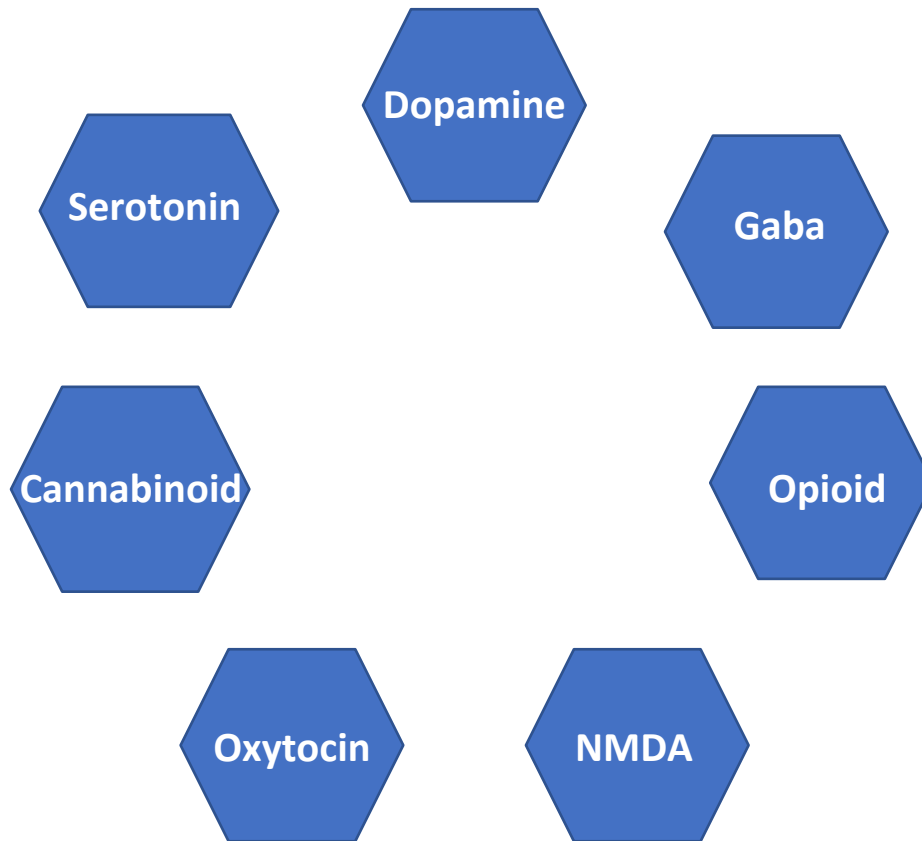 Dopamine
Serotonin
Gaba
Cannabinoid
Opioid
Oxytocin
NMDA